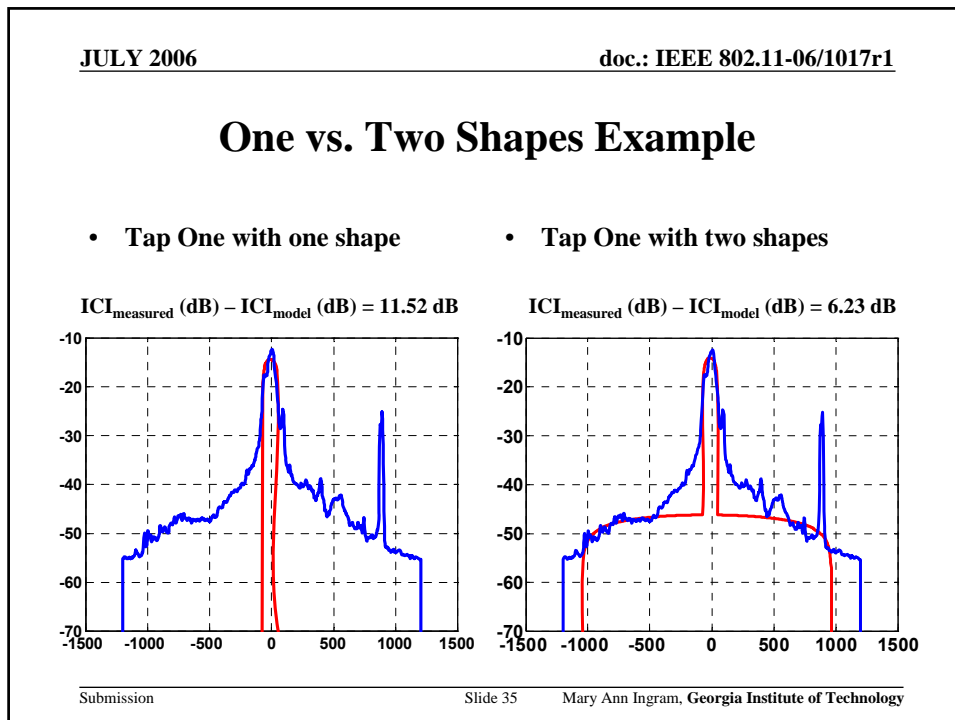 JULY 2006
doc.: IEEE 802.11-06/1017r1
One vs. Two Shapes Example
• Tap One with one shape
• Tap One with two shapes
ICImeasured (dB) – ICImodel (dB) = 11.52 dB
ICImeasured (dB) – ICImodel (dB) = 6.23 dB
-10
-20
-30
-40
-50
-60
-70
-1500 -1000 -500 0 500 1000 1500
-10
-20
-30
-40
-50
-60
-70
-1500 -1000 -500 0 500 1000 1500
Submission
Slide 35
Mary Ann Ingram, Georgia Institute of Technology